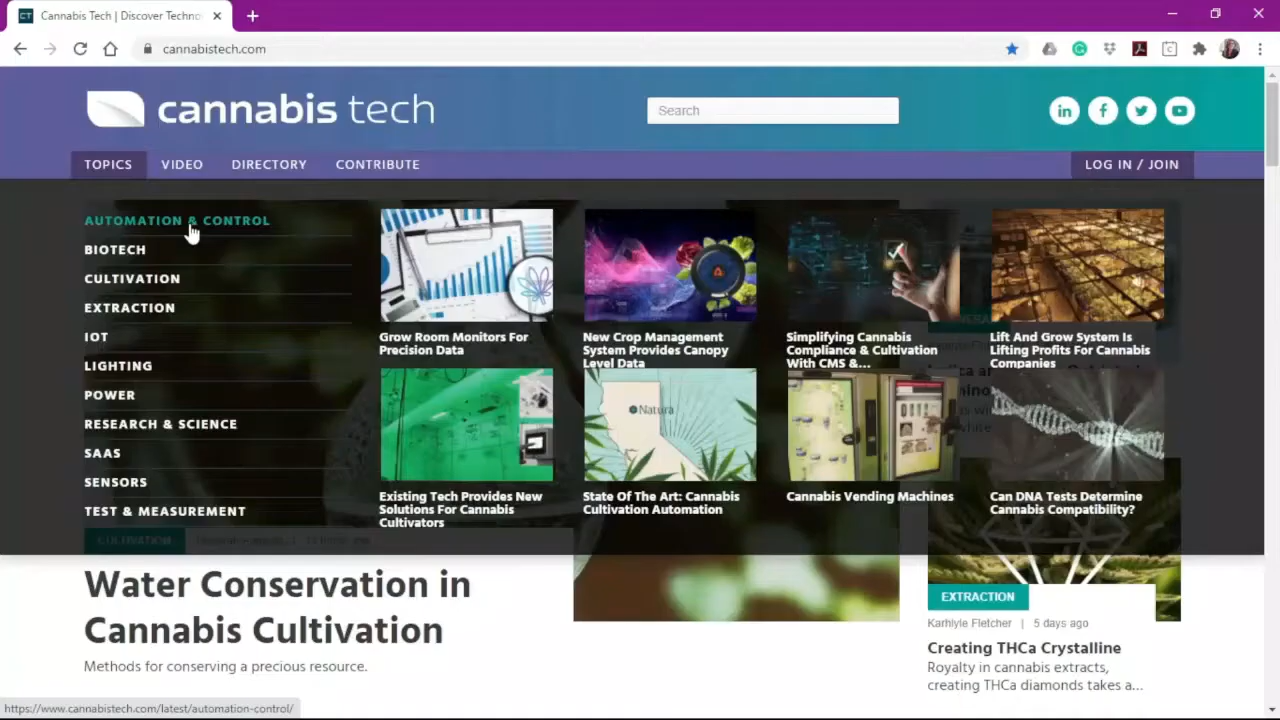 CT Cannabis Tech | Discover Techno
cannabistech.com
cannabis tech
Search
TOPICS VIDEO DIRECTORY CONTRIBUTE LOG IN / JOIN
AUTOMATION & CONTROL
BIOTECH
CULTIVATION
EXTRACTION
IOT
LIGHTING
POWER
RESEARCH & SCIENCE
SAAS
SENSORS
TEST & MEASUREMENT
Grow Room Monitors For
Precision Data
New Crop Management
System Provides Canopy
Level Data
Simplifying Cannabis
Compliance & Cultivation
With CMS &...
Lift And Grow System Is
Lifting Profits For Cannabis
Companies
Existing Tech Provides New
Solutions For Cannabis
Cultivators
Natura
State Of The Art: Cannabis
Cultivation Automation
Cannabis Vending Machines
Can DNA Tests Determine
Cannabis Compatibility?
CULTIVATION
Water Conservation in
Cannabis Cultivation
Methods for conserving a precious resource.
EXTRACTION
Karhlyle Fletcher | 5 days ago
Creating THCa Crystalline
Royalty in cannabis extracts,
creating THCa diamonds takes a...
https://www.cannabistech.com/latest/automation-control/